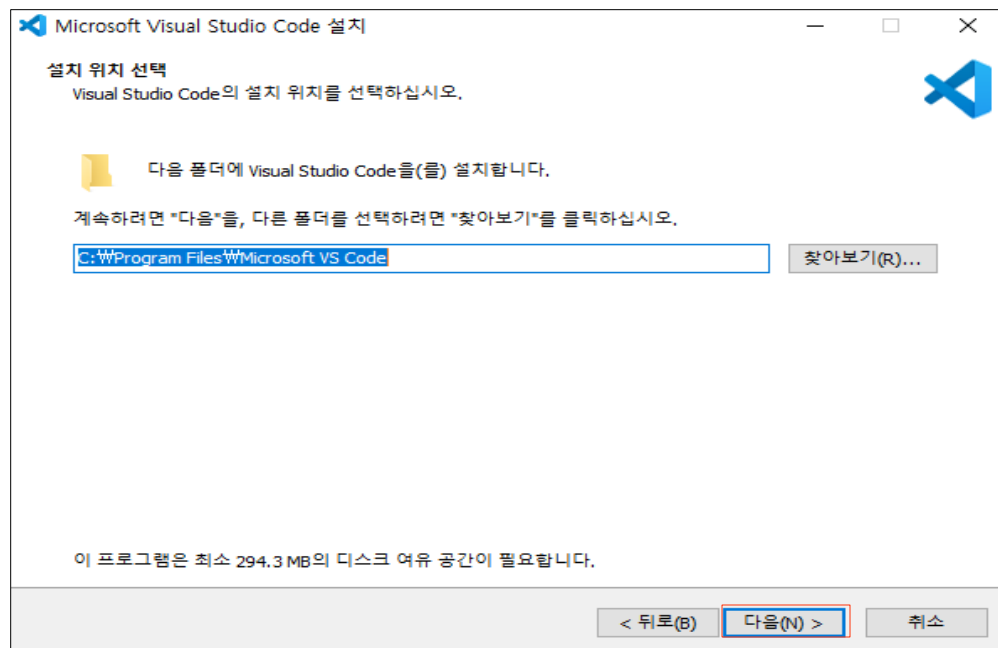 Microsoft Visual Studio Code 설치
설치 위치 선택
Visual Studio Code의 설치 위치를 선택하십시오.
다음 폴더에 Visual Studio Code을(를) 설치합니다.
계속하려면 "다음"을, 다른 폴더를 선택하려면 "찾아보기"를 클릭하십시오.
C:₩Program Files₩Microsoft VS Code
찾아보기(R)...
이 프로그램은 최소 294.3 MB의 디스크 여유 공간이 필요합니다.
< 뒤로(B)
다음(N) >
취소